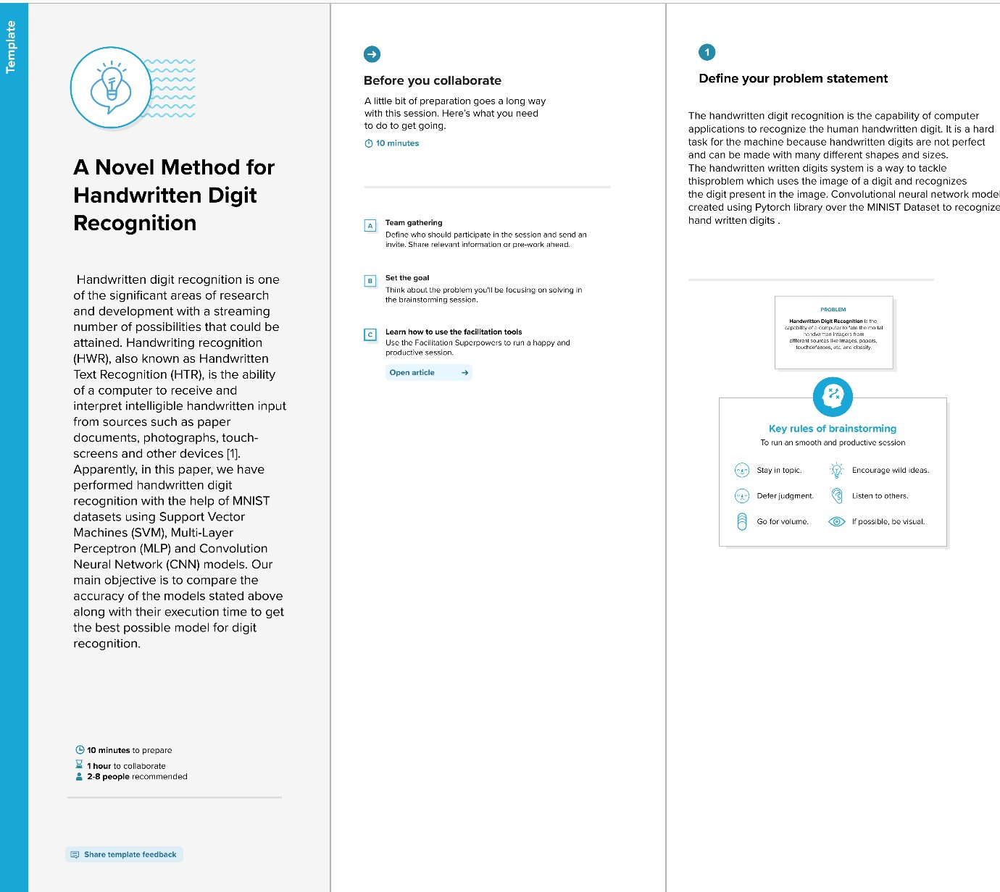 Template
A Novel Method for
Handwritten Digit
Recognition
Handwritten digit recognition is one
of the significant areas of research
and development with a streaming
number of possibilities that could be
attained. Handwriting recognition
(HWR), also known as Handwritten
Text Recognition (HTR), is the ability
of a computer to receive and
interpret intelligible handwritten input
from sources such as paper
documents, photographs, touch-
screens and other devices [1].
Apparently, in this paper, we have
performed handwritten digit
recognition with the help of MNIST
datasets using Support Vector
Machines (SVM), Multi-Layer
Perceptron (MLP) and Convolution
Neural Network (CNN) models. Our
main objective is to compare the
accuracy of the models stated above
along with their execution time to get
the best possible model for digit
recognition.
10 minutes to prepare
1 hour to collaborate
2-8 people recommended
Share template feedback
Before you collaborate
A little bit of preparation goes a long way
with this session. Here's what you need
to do to get going.
10 minutes
A
Team gathering
Define who should participate in the session and send an
invite. Share relevant information or pre-work ahead.
B
Set the goal
Think about the problem you'll be focusing on solving in
the brainstorming session.
C
Learn how to use the facilitation tools
Use the Facilitation Superpowers to run a happy and
productive session.
Open article
1
Define your problem statement
The handwritten digit recognition is the capability of computer
applications to recognize the human handwritten digit. It is a hard
task for the machine because handwritten digits are not perfect
and can be made with many different shapes and sizes.
The handwritten written digits system is a way to tackle
thisproblem which uses the image of a digit and recognizes
the digit present in the image. Convolutional neural network model
created using Pytorch library over the MINIST Dataset to recognize
hand written digits .
PROBLEM
Handwritten Digit Recognition is the
capability of a computer to fete the mortal
handwritten integers from
different sources like images, papers,
touchdefenses, etc. and classify.
Key rules of brainstorming
To run an smooth and productive session
Stay in topic.
Encourage wild ideas.
Defer judgment.
Listen to others.
Go for volume.
If possible, be visual.